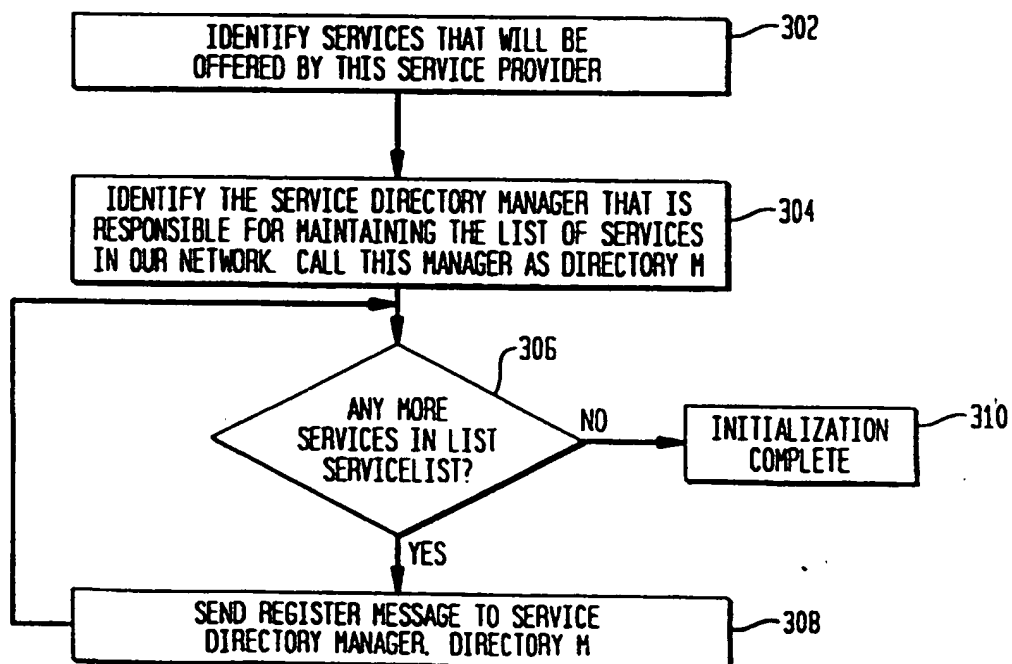 IDENTIFY SERVICES THAT WILL BE
OFFERED BY THIS SERVICE PROVIDER
302
IDENTIFY THE SERVICE DIRECTORY MANAGER THAT IS
RESPONSIBLE FOR MAINTAINING THE LIST OF SERVICES
IN OUR NETWORK. CALL THIS MANAGER AS DIRECTORY M
304
306
ANY MORE
SERVICES IN LIST
SERVICELIST?
NO
INITIALIZATION
COMPLETE
310
YES
SEND REGISTER MESSAGE TO SERVICE
DIRECTORY MANAGER. DIRECTORY M
308